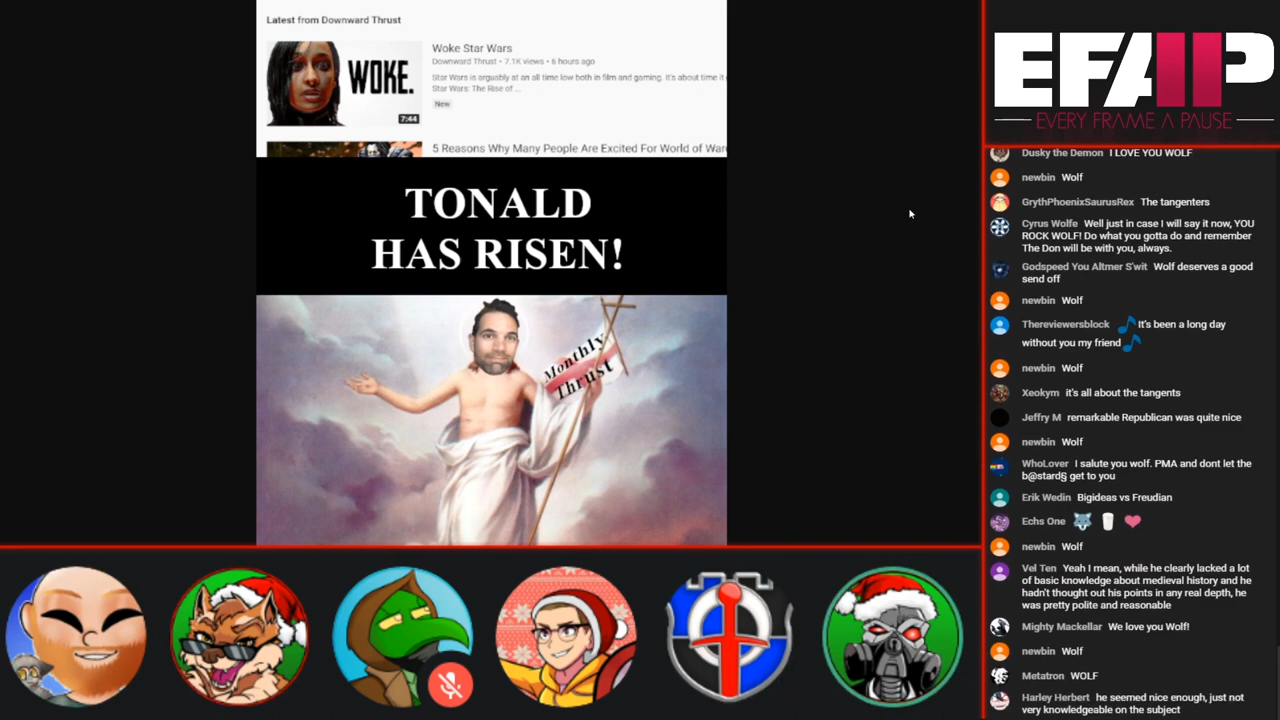 Latest from Downward Thrust
Woke Star Wars
Downward Thrust • 7.1K views • 6 hours ago
Star Wars is arguably at an all time low both in film and gaming. It's about time it
Star Wars: The Rise of ...
New
WOKE.
7:44
5 Reasons Why Many People Are Excited For World of War
TONALD
HAS RISEN!
Monthly
Thrust
EFAP
EVERY FRAME A PAUSE
Dusky the Demon I LOVE YOU WOLF
newbin Wolf
GrythPhoenixSaurusRex The tangenters
Cyrus Wolfe Well just in case I will say it now, YOU
ROCK WOLF! Do what you gotta do and remember
The Don will be with you, always.
Godspeed You Altmer S'wit Wolf deserves a good
send off
newbin Wolf
Thereviewersblock 🎵It's been a long day
without you my friend🎵
newbin Wolf
Xeokym it's all about the tangents
Jeffry M remarkable Republican was quite nice
newbin Wolf
WhoLover I salute you wolf. PMA and dont let the
b@stard§ get to you
Erik Wedin Bigideas vs Freudian
Echs One 🐺 🥛 ❤
newbin Wolf
Vel Ten Yeah I mean, while he clearly lacked a lot
of basic knowledge about medieval history and he
hadn't thought out his points in any real depth, he
was pretty polite and reasonable
Mighty Mackellar We love you Wolf!
newbin Wolf
Metatron WOLF
Harley Herbert he seemed nice enough, just not
very knowledgeable on the subject